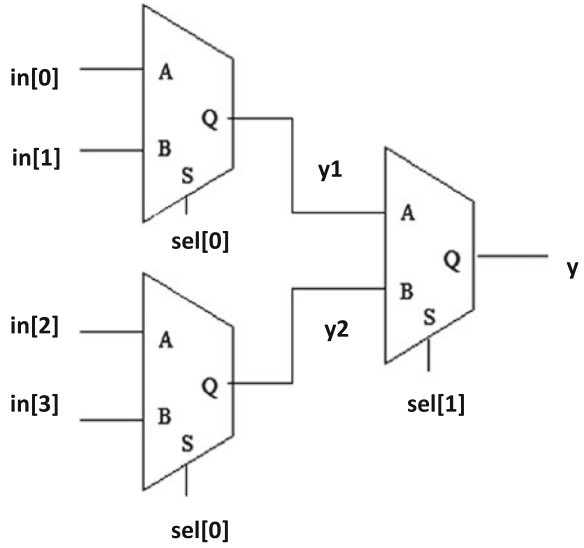 in[0]
A
Q
in[1]
B
S
sel[0]
y1
A
Q
y
B
S
sel[1]
y2
in[2]
A
Q
in[3]
B
S
sel[0]